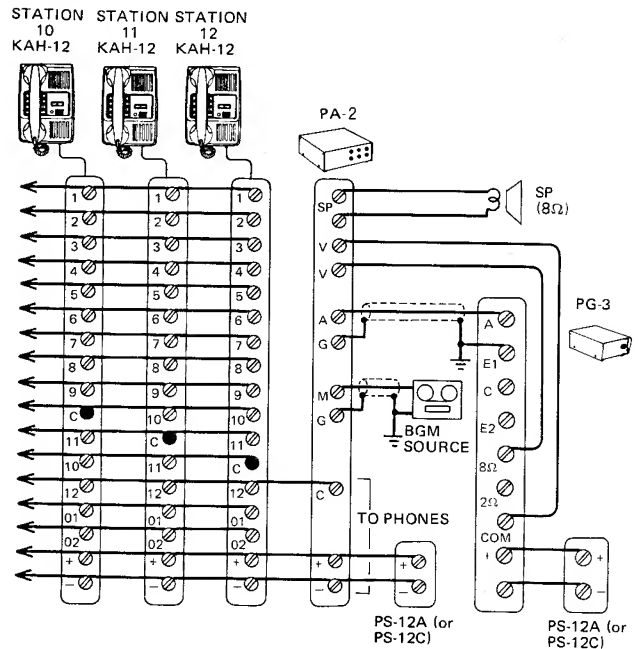 STATION STATION STATION
10 11 12
KAH-12 KAH-12 KAH-12
PA-2
SP
(8Ω)
PG-3
1 1 1
2 2 2
3 3 3
4 4 4
5 5 5
6 6 6
7 7 7
8 8 8
9 9 9
C 10 10
11 C 11
10 11 C
12 12 12
01 01 01
02 02 02
+ + +
− − −
SP
V
V
A
G
M
G
C
+
−
BGM
SOURCE
TO PHONES
A
E1
C
E2
8Ω
2Ω
COM
+
+
−
PS-12A (or
PS-12C)
+
−
PS-12A (or
PS-12C)